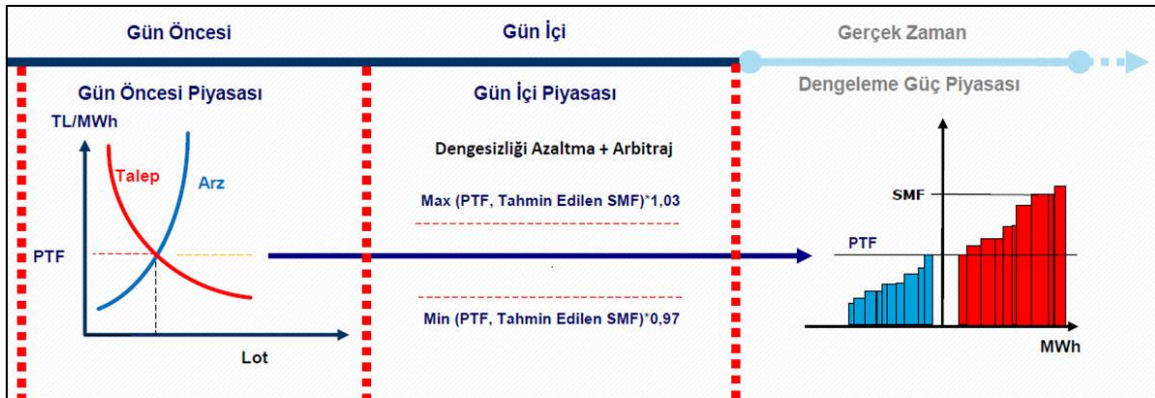 Gün Öncesi
Gün İçi
Gerçek Zaman
Gün Öncesi Piyasası
TL/MWh
Talep
Arz
PTF
Lot
Gün İçi Piyasası
Dengesizliği Azaltma + Arbitraj
Max (PTF, Tahmin Edilen SMF)*1,03
Min (PTF, Tahmin Edilen SMF)*0,97
Dengeleme Güç Piyasası
SMF
PTF
MWh